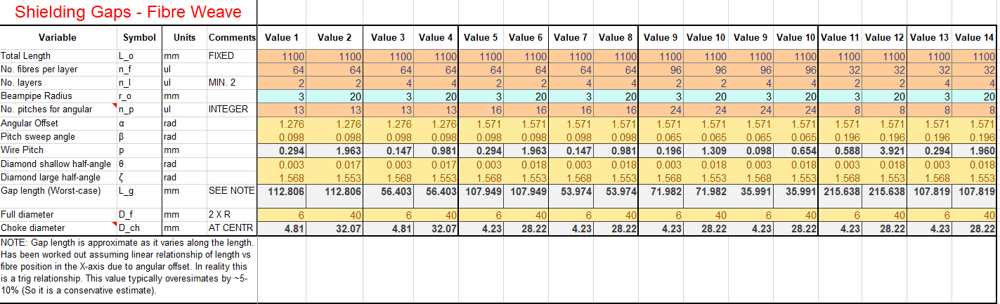 Shielding Gaps - Fibre Weave
Variable Symbol Units Comments Value 1 Value 2 Value 3 Value 4 Value 5 Value 6 Value 7 Value 8 Value 9 Value 10 Value 9 Value 10 Value 11 Value 12 Value 13 Value 14
Total Length L_o mm FIXED 1100 1100 1100 1100 1100 1100 1100 1100 1100 1100 1100 1100 1100 1100 1100 1100
No. fibres per layer n_f ul 64 64 64 64 64 64 64 64 96 96 96 96 32 32 32 32
No. layers n_l ul MIN. 2 2 2 4 4 2 2 4 4 2 2 4 4 2 2 4 4
Beampipe Radius r_o mm 3 20 3 20 3 20 3 20 3 20 3 20 3 20 3 20
No. pitches for angular n_p ul INTEGER 13 13 13 13 16 16 16 16 24 24 24 24 8 8 8 8
Angular Offset α rad 1.276 1.276 1.276 1.276 1.571 1.571 1.571 1.571 1.571 1.571 1.571 1.571 1.571 1.571 1.571 1.571
Pitch sweep angle β rad 0.098 0.098 0.098 0.098 0.098 0.098 0.098 0.098 0.065 0.065 0.065 0.065 0.196 0.196 0.196 0.196
Wire Pitch p mm 0.294 1.963 0.147 0.981 0.294 1.963 0.147 0.981 0.196 1.309 0.098 0.654 0.588 3.921 0.294 1.960
Diamond shallow half-angle θ rad 0.003 0.017 0.003 0.017 0.003 0.018 0.003 0.018 0.003 0.018 0.003 0.018 0.003 0.018 0.003 0.018
Diamond large half-angle ζ rad 1.568 1.553 1.568 1.553 1.568 1.553 1.568 1.553 1.568 1.553 1.568 1.553 1.568 1.553 1.568 1.553
Gap length (Worst-case) L_g mm SEE NOTE 112.806 112.806 56.403 56.403 107.949 107.949 53.974 53.974 71.982 71.982 35.991 35.991 215.638 215.638 107.819 107.819
Full diameter D_f mm 2 X R 6 40 6 40 6 40 6 40 6 40 6 40 6 40 6 40
Choke diameter D_ch mm AT CENTR 4.81 32.07 4.81 32.07 4.23 28.22 4.23 28.22 4.23 28.22 4.23 28.22 4.23 28.22 4.23 28.22
NOTE: Gap length is approximate as it varies along the length.
Has been worked out assuming linear relationship of length vs
fibre position in the X-axis due to angular offset. In reality this
is a trig relationship. This value typically overesimates by ~5-
10% (So it is a conservative estimate).